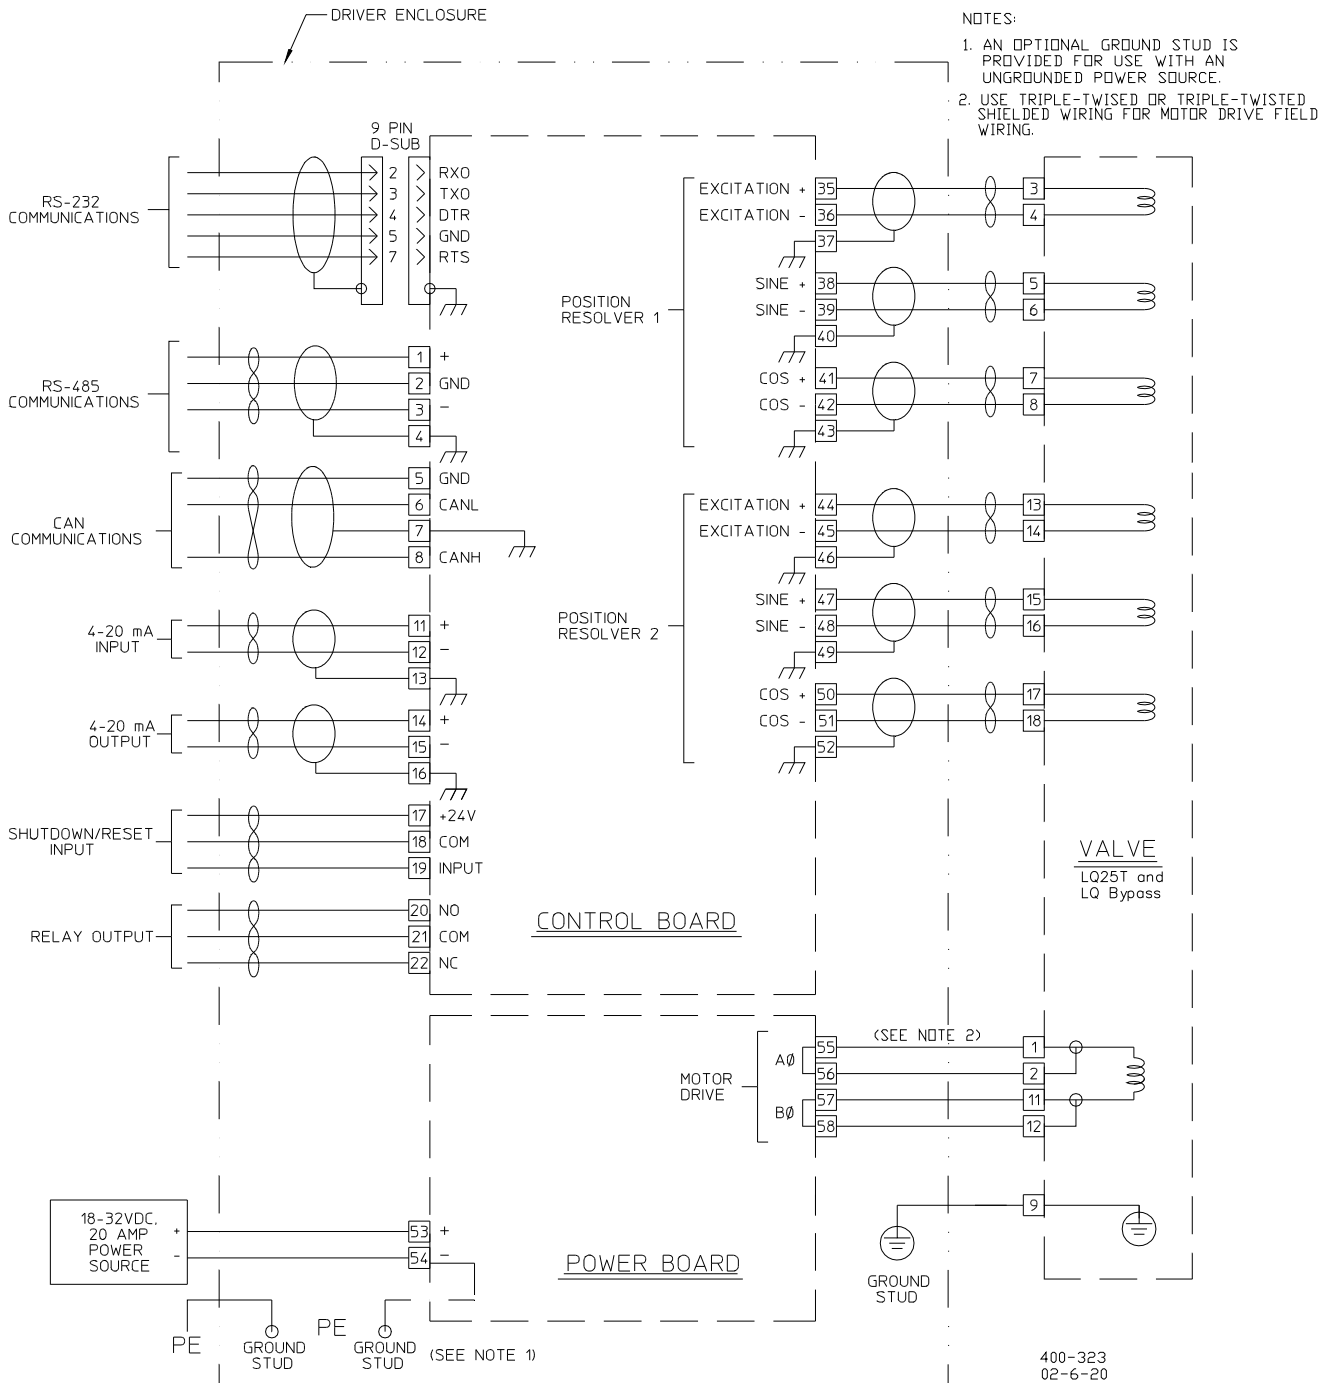 DRIVER ENCLOSURE
NOTES:
1. AN OPTIONAL GROUND STUD IS
PROVIDED FOR USE WITH AN
UNGROUNDED POWER SOURCE.
2. USE TRIPLE-TWISED OR TRIPLE-TWISTED
SHIELDED WIRING FOR MOTOR DRIVE FIELD
WIRING.
9 PIN
D-SUB
RS-232
COMMUNICATIONS
2 RXO
3 TXO
4 DTR
5 GND
7 RTS
RS-485
COMMUNICATIONS
1 +
2 GND
3 -
4
CAN
COMMUNICATIONS
5 GND
6 CANL
7
8 CANH
4-20 mA
INPUT
11 +
12 -
13
4-20 mA
OUTPUT
14 +
15 -
16
SHUTDOWN/RESET
INPUT
17 +24V
18 COM
19 INPUT
RELAY OUTPUT
20 NO
21 COM
22 NC
POSITION
RESOLVER 1
EXCITATION + 35 3
EXCITATION - 36 4
37
SINE + 38 5
SINE - 39 6
40
COS + 41 7
COS - 42 8
43
POSITION
RESOLVER 2
EXCITATION + 44 13
EXCITATION - 45 14
46
SINE + 47 15
SINE - 48 16
49
COS + 50 17
COS - 51 18
52
VALVE
LQ25T and
LQ Bypass
CONTROL BOARD
MOTOR
DRIVE
(SEE NOTE 2)
AØ
55 1
56 2
BØ
57 11
58 12
9
GROUND
STUD
18-32VDC,
20 AMP
POWER
SOURCE
+
-
53 +
54 -
POWER BOARD
PE
GROUND
STUD
PE
GROUND
STUD
(SEE NOTE 1)
400-323
02-6-20